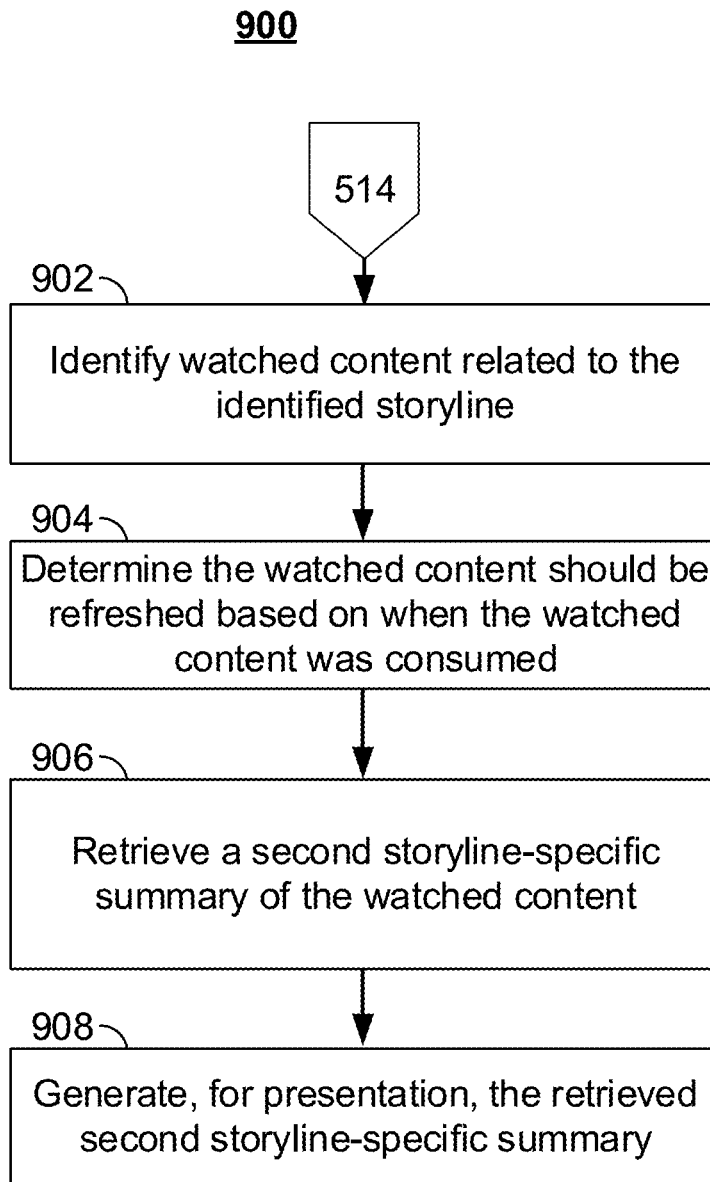 900
514
902
Identify watched content related to the
identified storyline
904
Determine the watched content should be
refreshed based on when the watched
content was consumed
906
Retrieve a second storyline-specific
summary of the watched content
908
Generate, for presentation, the retrieved
second storyline-specific summary